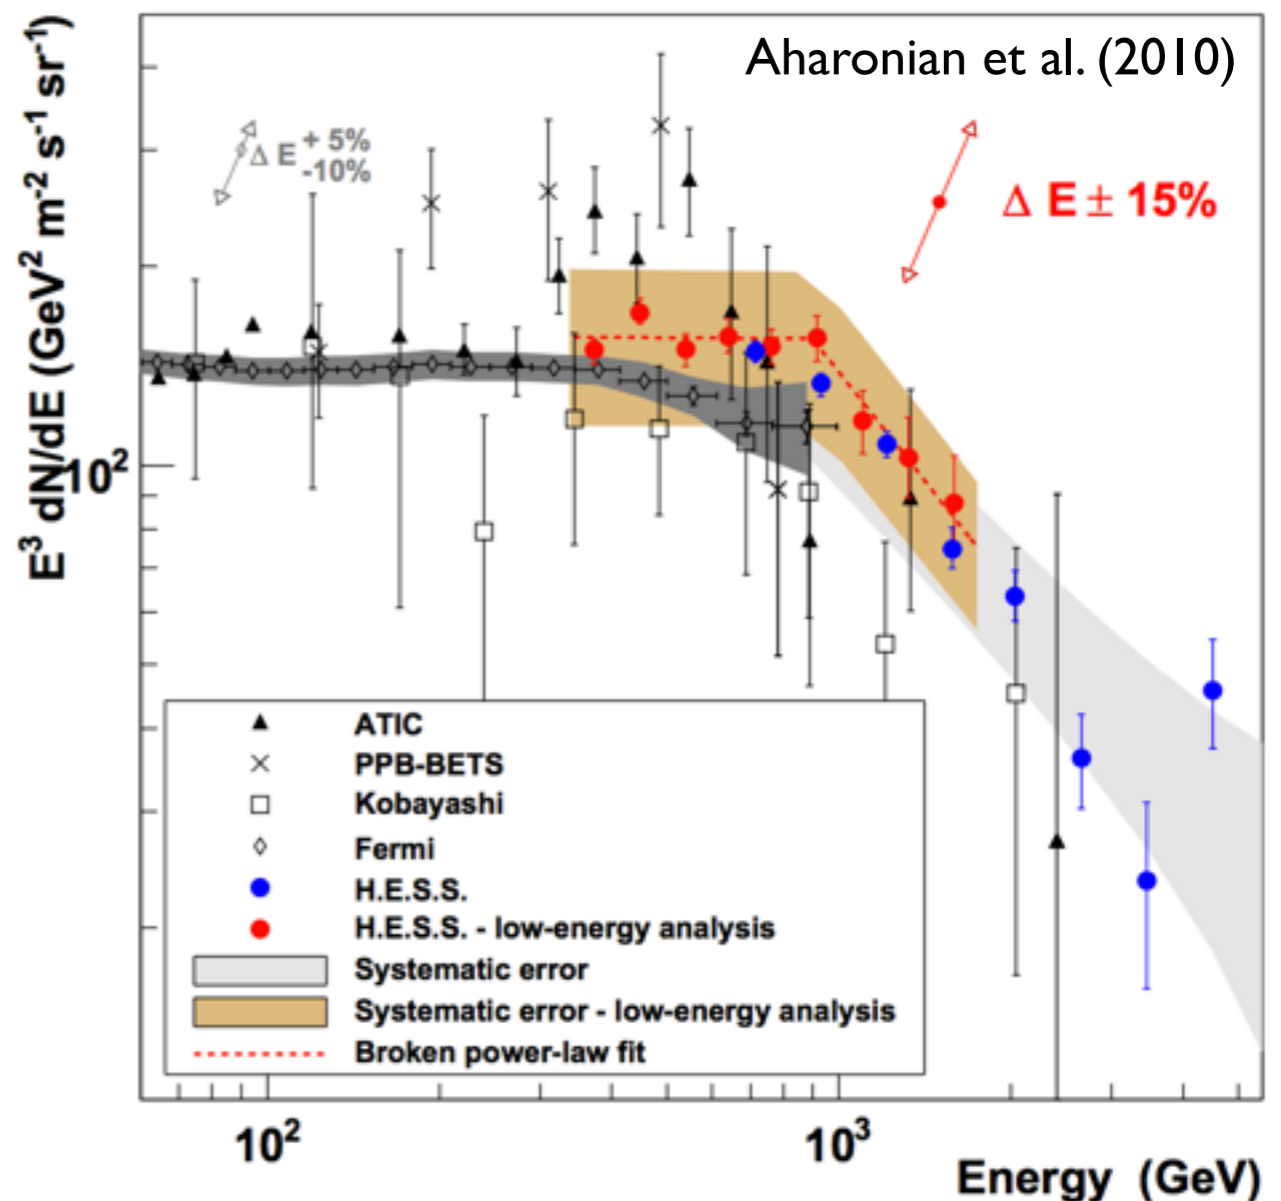 Aharonian et al. (2010)
Δ E + 5%
-10%
Δ E ± 15%
E³ dN/dE (GeV² m⁻² s⁻¹ sr⁻¹)
10²
ATIC
PPB-BETS
Kobayashi
Fermi
H.E.S.S.
H.E.S.S. - low-energy analysis
Systematic error
Systematic error - low-energy analysis
Broken power-law fit
10² 10³
Energy (GeV)